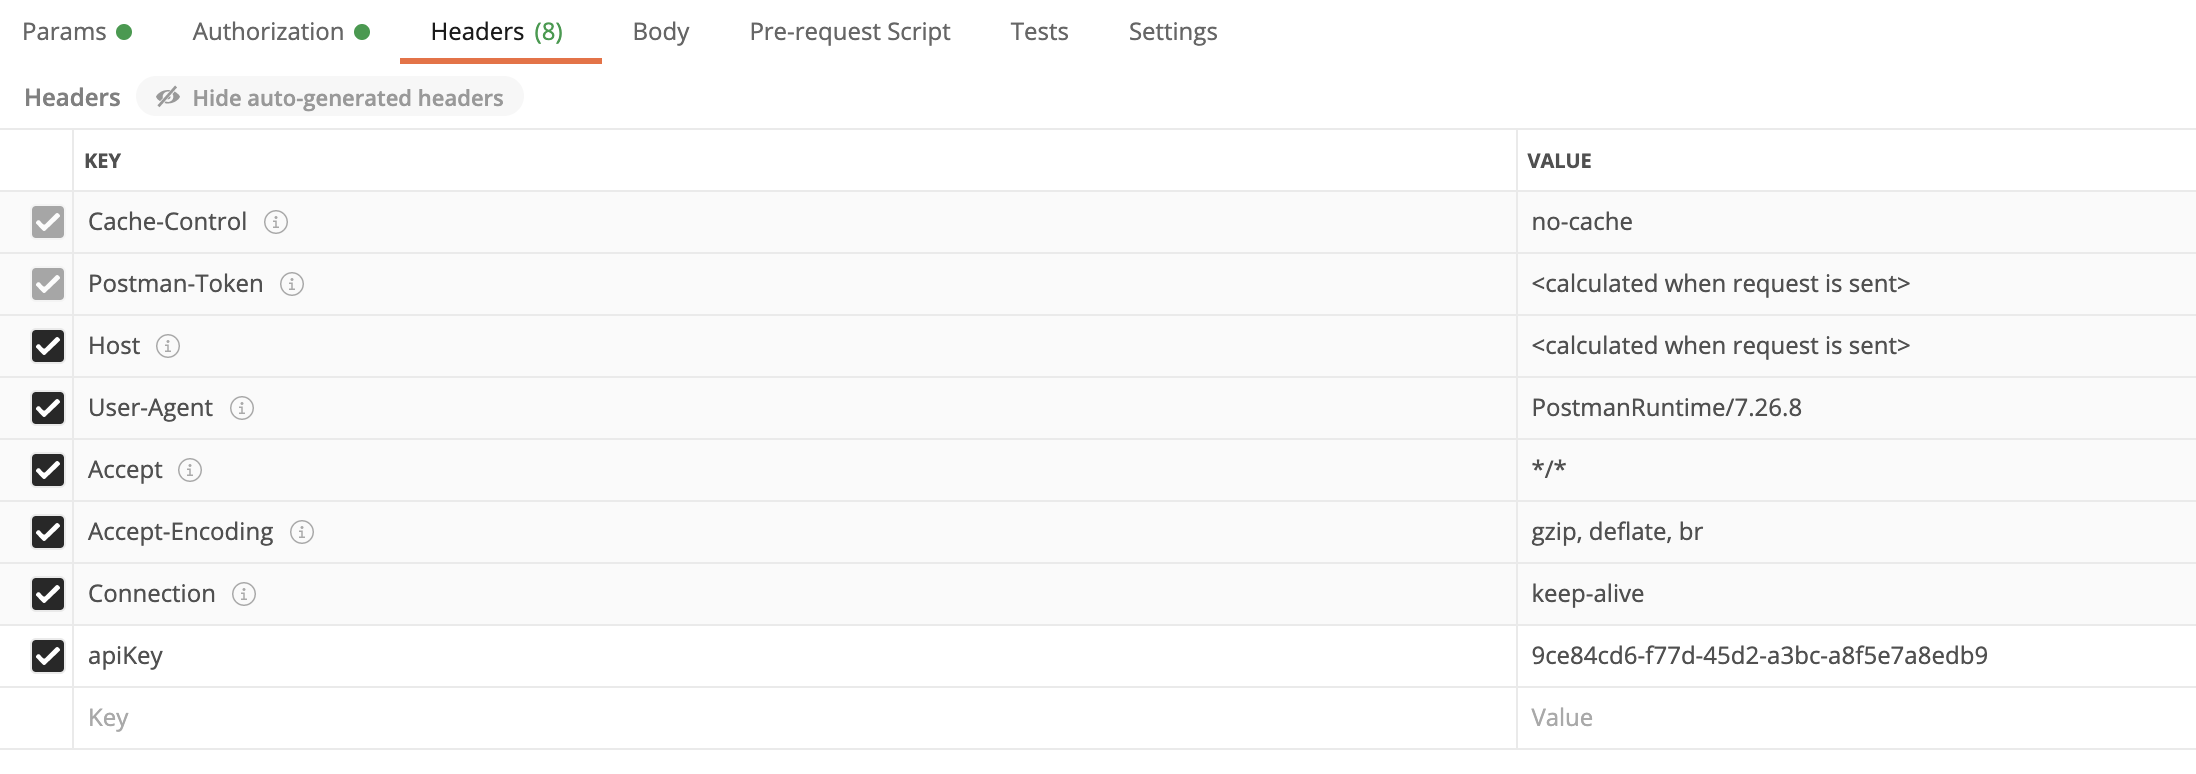 Params Authorization Headers (8) Body Pre-request Script Tests Settings
Headers Hide auto-generated headers
KEY VALUE
Cache-Control no-cache
Postman-Token <calculated when request is sent>
Host <calculated when request is sent>
User-Agent PostmanRuntime/7.26.8
Accept */*
Accept-Encoding gzip, deflate, br
Connection keep-alive
apiKey 9ce84cd6-f77d-45d2-a3bc-a8f5e7a8edb9
Key Value